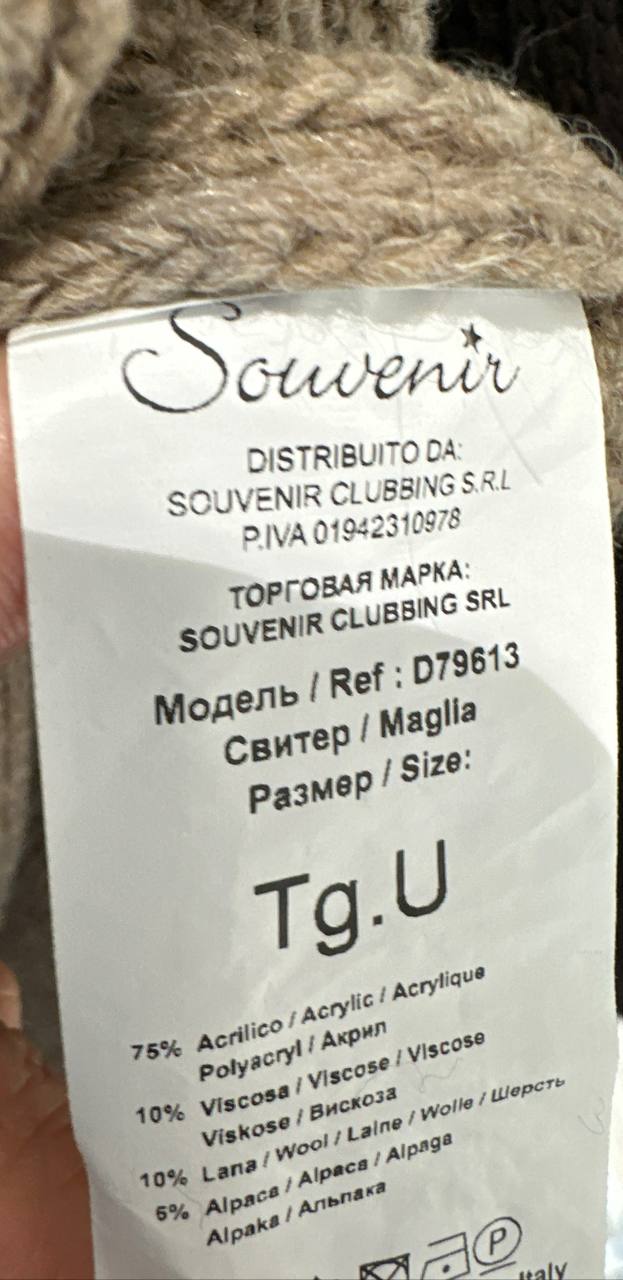 Souvenir
DISTRIBUITO DA:
SOUVENIR CLUBBING S.R.L
P.IVA 01942310978
ТОРГОВАЯ МАРКА:
SOUVENIR CLUBBING SRL
Модель / Ref : D79613
Свитер / Maglia
Размер / Size:
Tg.U
75% Acrilico / Acrylic / Acrylique
Polyacryl / Акрил
10% Viscosa / Viscose / Viscose
Viskose / Вискоза
10% Lana / Wool / Laine / Wolle / Шерсть
5% Alpaca / Alpaca / Alpaga
Alpaka / Альпака
P
Italy